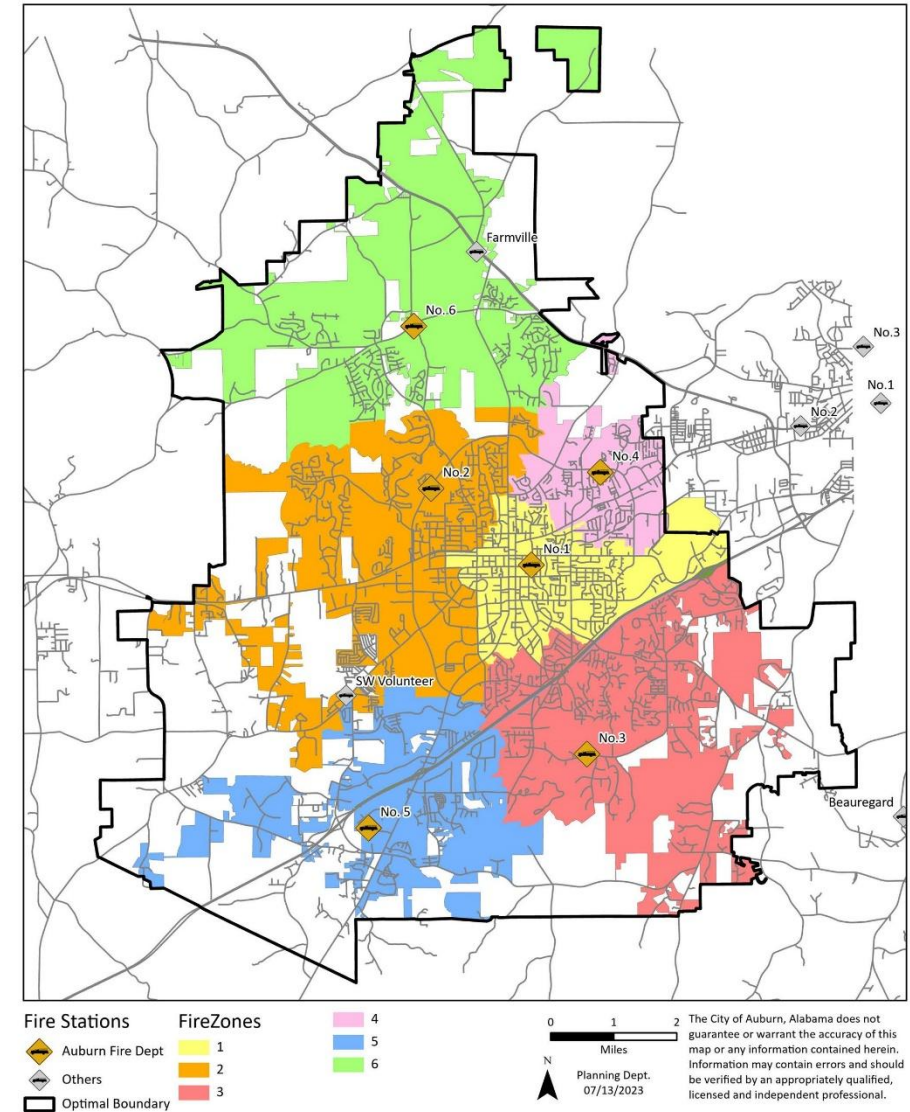 Farmville
No. 6
No.3
No.1
No.2
No.4
No.2
No.1
SW Volunteer
No.3
Beauregard
No. 5
Fire Stations
Auburn Fire Dept
Others
Optimal Boundary
FireZones
1
2
3
4
5
6
0 1 2
Miles
N
Planning Dept.
07/13/2023
The City of Auburn, Alabama does not
guarantee or warrant the accuracy of this
map or any information contained herein.
Information may contain errors and should
be verified by an appropriately qualified,
licensed and independent professional.